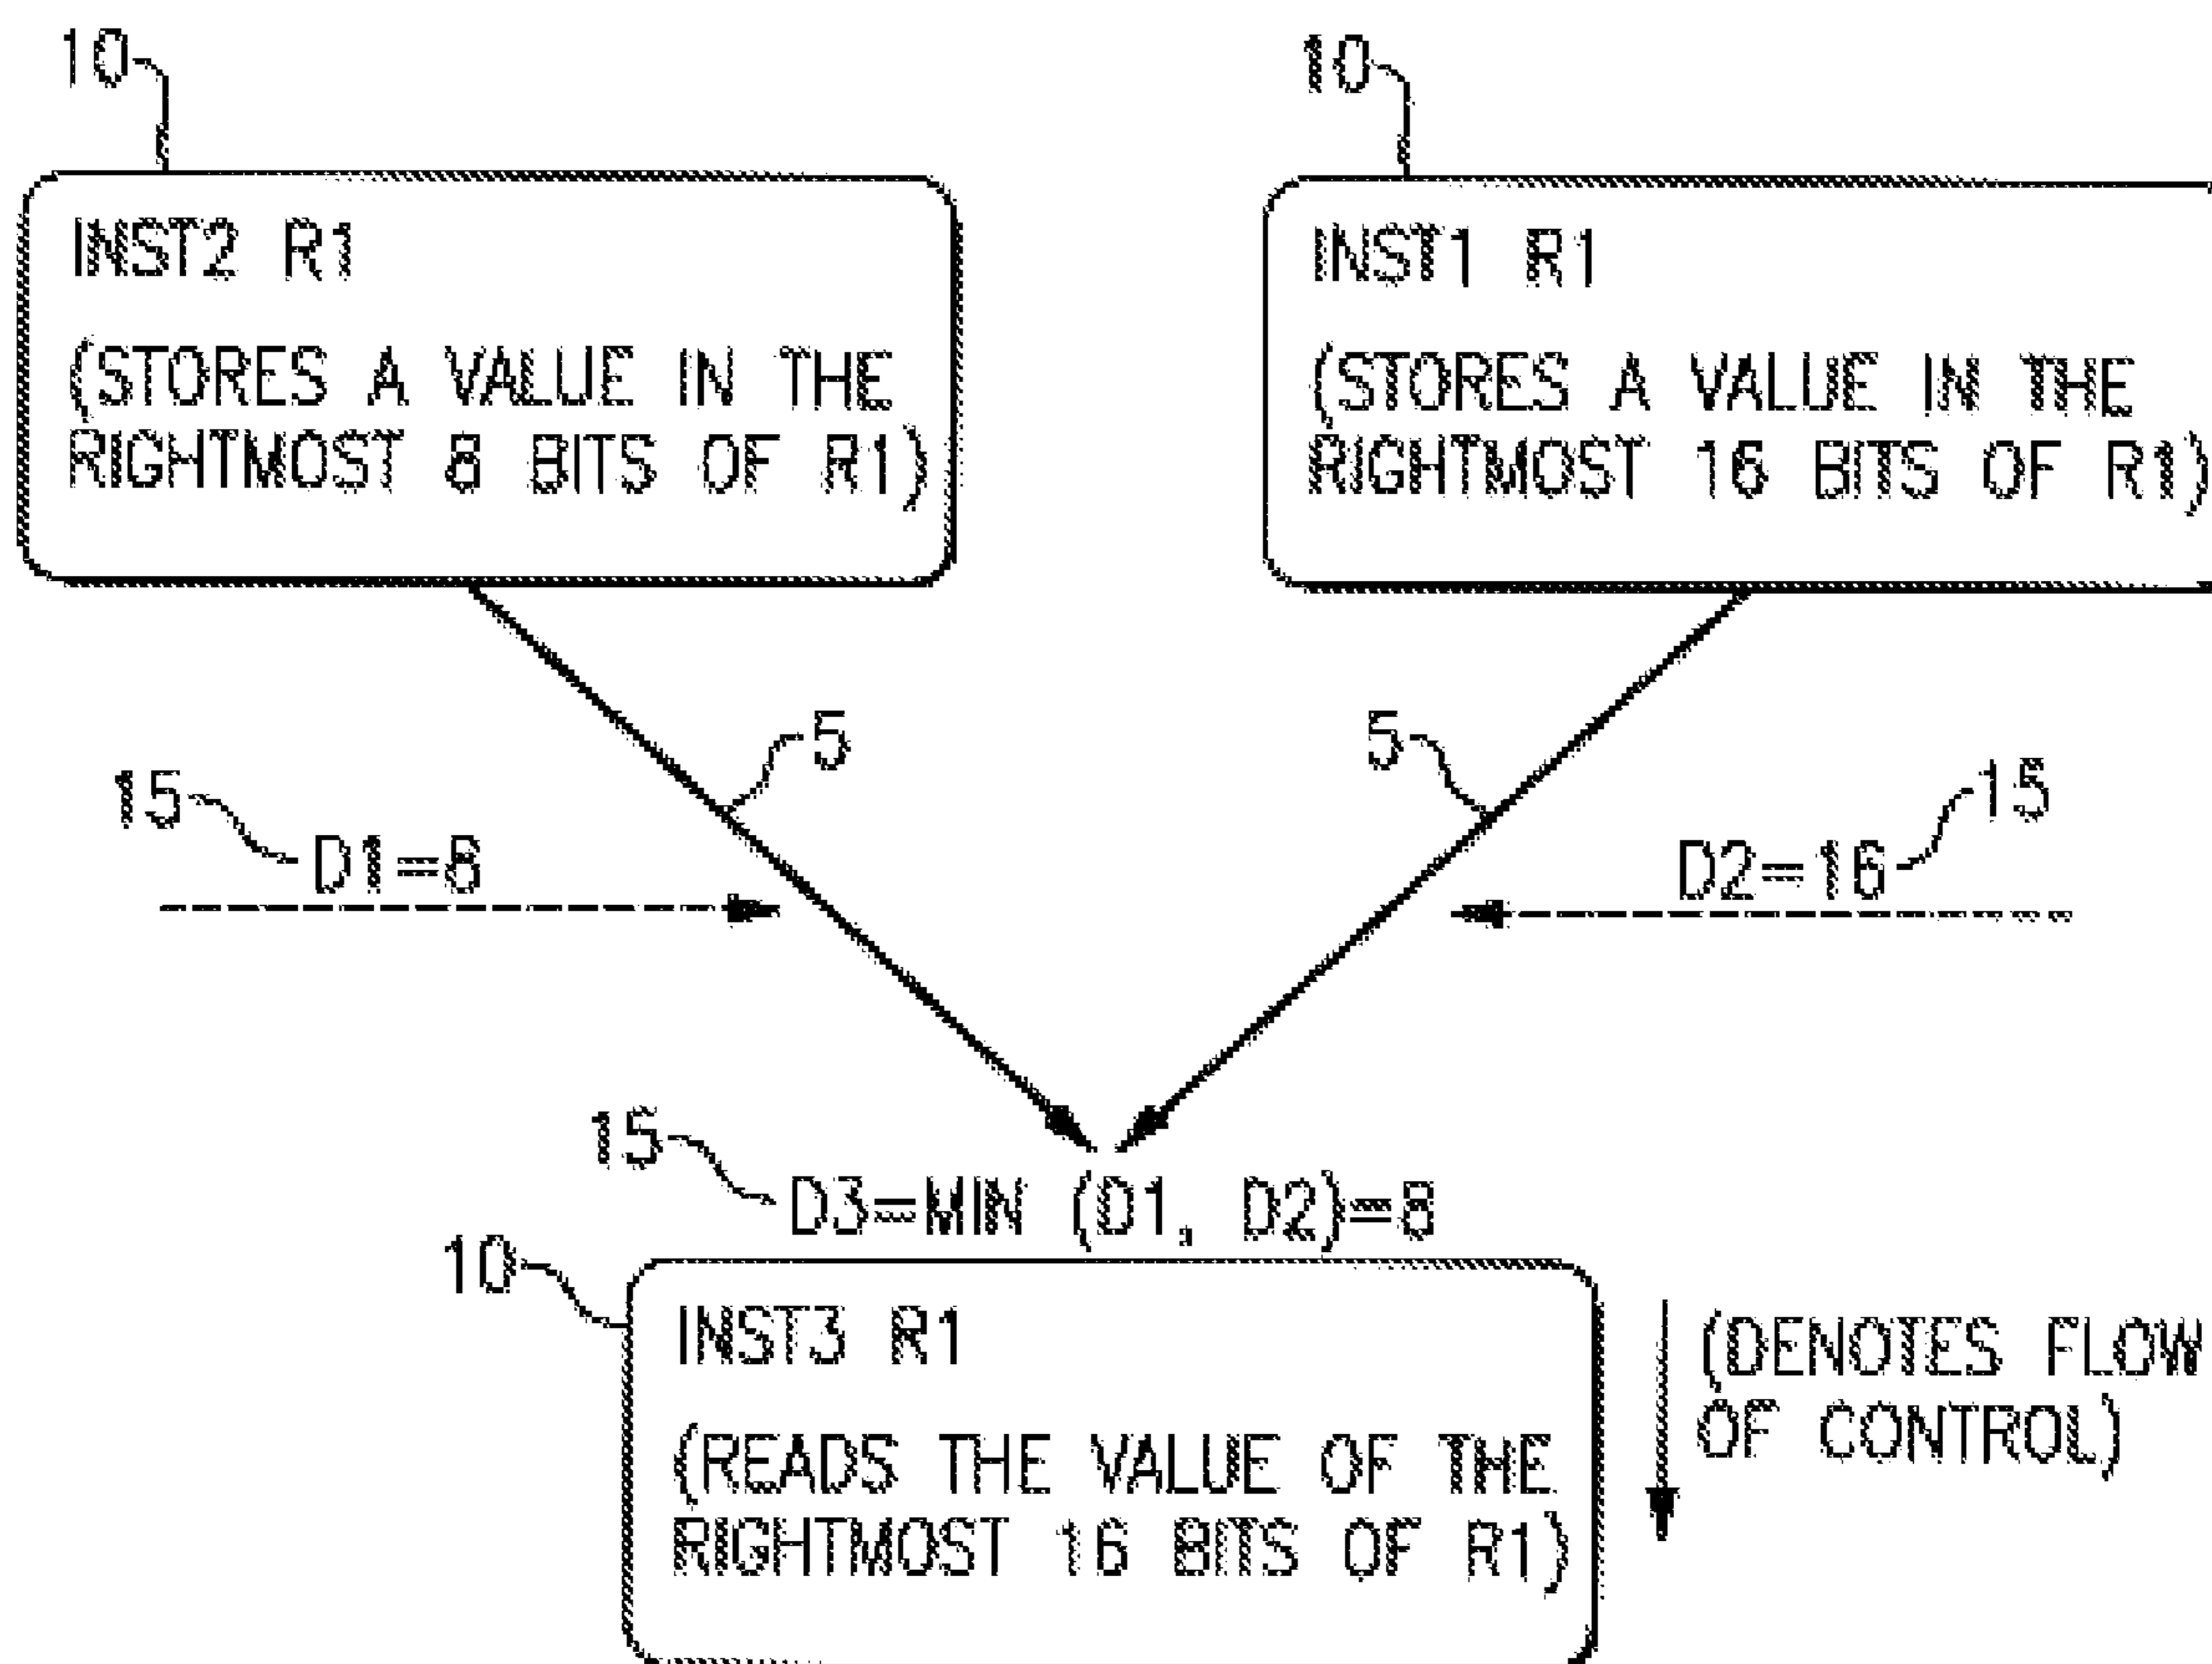 10
10
INST2 R1
(STORES A VALUE IN THE
RIGHTMOST 8 BITS OF R1)
INST1 R1
(STORES A VALUE IN THE
RIGHTMOST 16 BITS OF R1)
5
5
15
D1=8
D2=16
15
15
D3=MIN (D1, D2)=8
10
INST3 R1
(READS THE VALUE OF THE
RIGHTMOST 16 BITS OF R1)
(DENOTES FLOW
OF CONTROL)